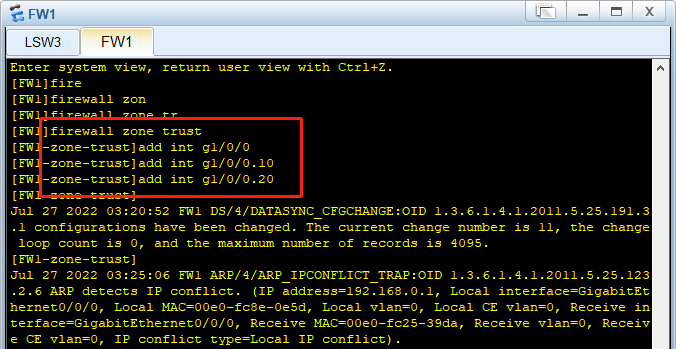 FW1
LSW3
FW1
Enter system view, return user view with Ctrl+Z.
[FW1]fire
[FW1]firewall zon
[FW1]firewall zone tr
[FW1]firewall zone trust
[FW1-zone-trust]add int g1/0/0
[FW1-zone-trust]add int g1/0/0.10
[FW1-zone-trust]add int g1/0/0.20
[FW1-zone-trust]
Jul 27 2022 03:20:52 FW1 DS/4/DATASYNC_CFGCHANGE:OID 1.3.6.1.4.1.2011.5.25.191.3
.1 configurations have been changed. The current change number is 11, the change
 loop count is 0, and the maximum number of records is 4095.
[FW1-zone-trust]
Jul 27 2022 03:25:06 FW1 ARP/4/ARP_IPCONFLICT_TRAP:OID 1.3.6.1.4.1.2011.5.25.123
.2.6 ARP detects IP conflict. (IP address=192.168.0.1, Local interface=GigabitEt
hernet0/0/0, Local MAC=00e0-fc8e-0e5d, Local vlan=0, Local CE vlan=0, Receive in
terface=GigabitEthernet0/0/0, Receive MAC=00e0-fc25-39da, Receive vlan=0, Receiv
e CE vlan=0, IP conflict type=Local IP conflict).